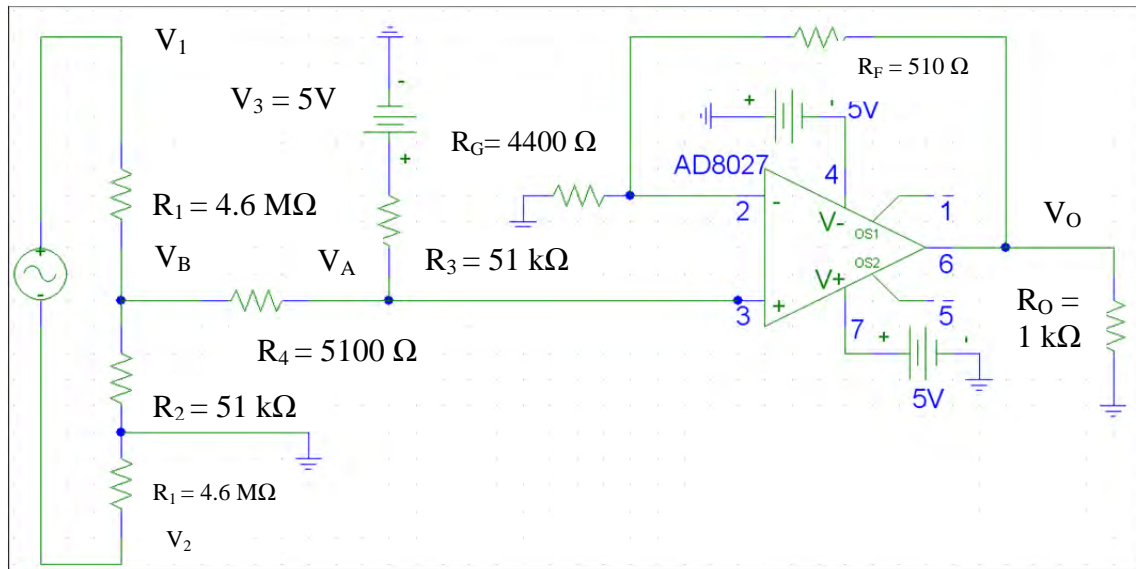 V1
V3 = 5V
-
+
RF = 510 Ω
+
-
5V
RG= 4400 Ω
AD8027
4
2
-
V-
OS1
1
R1 = 4.6 MΩ
+
-
VB
VA
R3 = 51 kΩ
VO
6
OS2
V+
3
+
7
5
R4 = 5100 Ω
+
-
5V
RO =
1 kΩ
R2 = 51 kΩ
R1 = 4.6 MΩ
V2